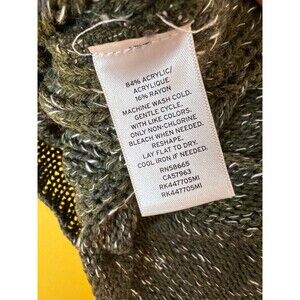 84% ACRYLIC/
ACRYLIQUE
16% RAYON
MACHINE WASH COLD.
GENTLE CYCLE.
WITH LIKE COLORS.
ONLY NON-CHLORINE
BLEACH WHEN NEEDED.
RESHAPE.
LAY FLAT TO DRY.
COOL IRON IF NEEDED.
RN58665
CA57963
RK447705MI
RK447705MI